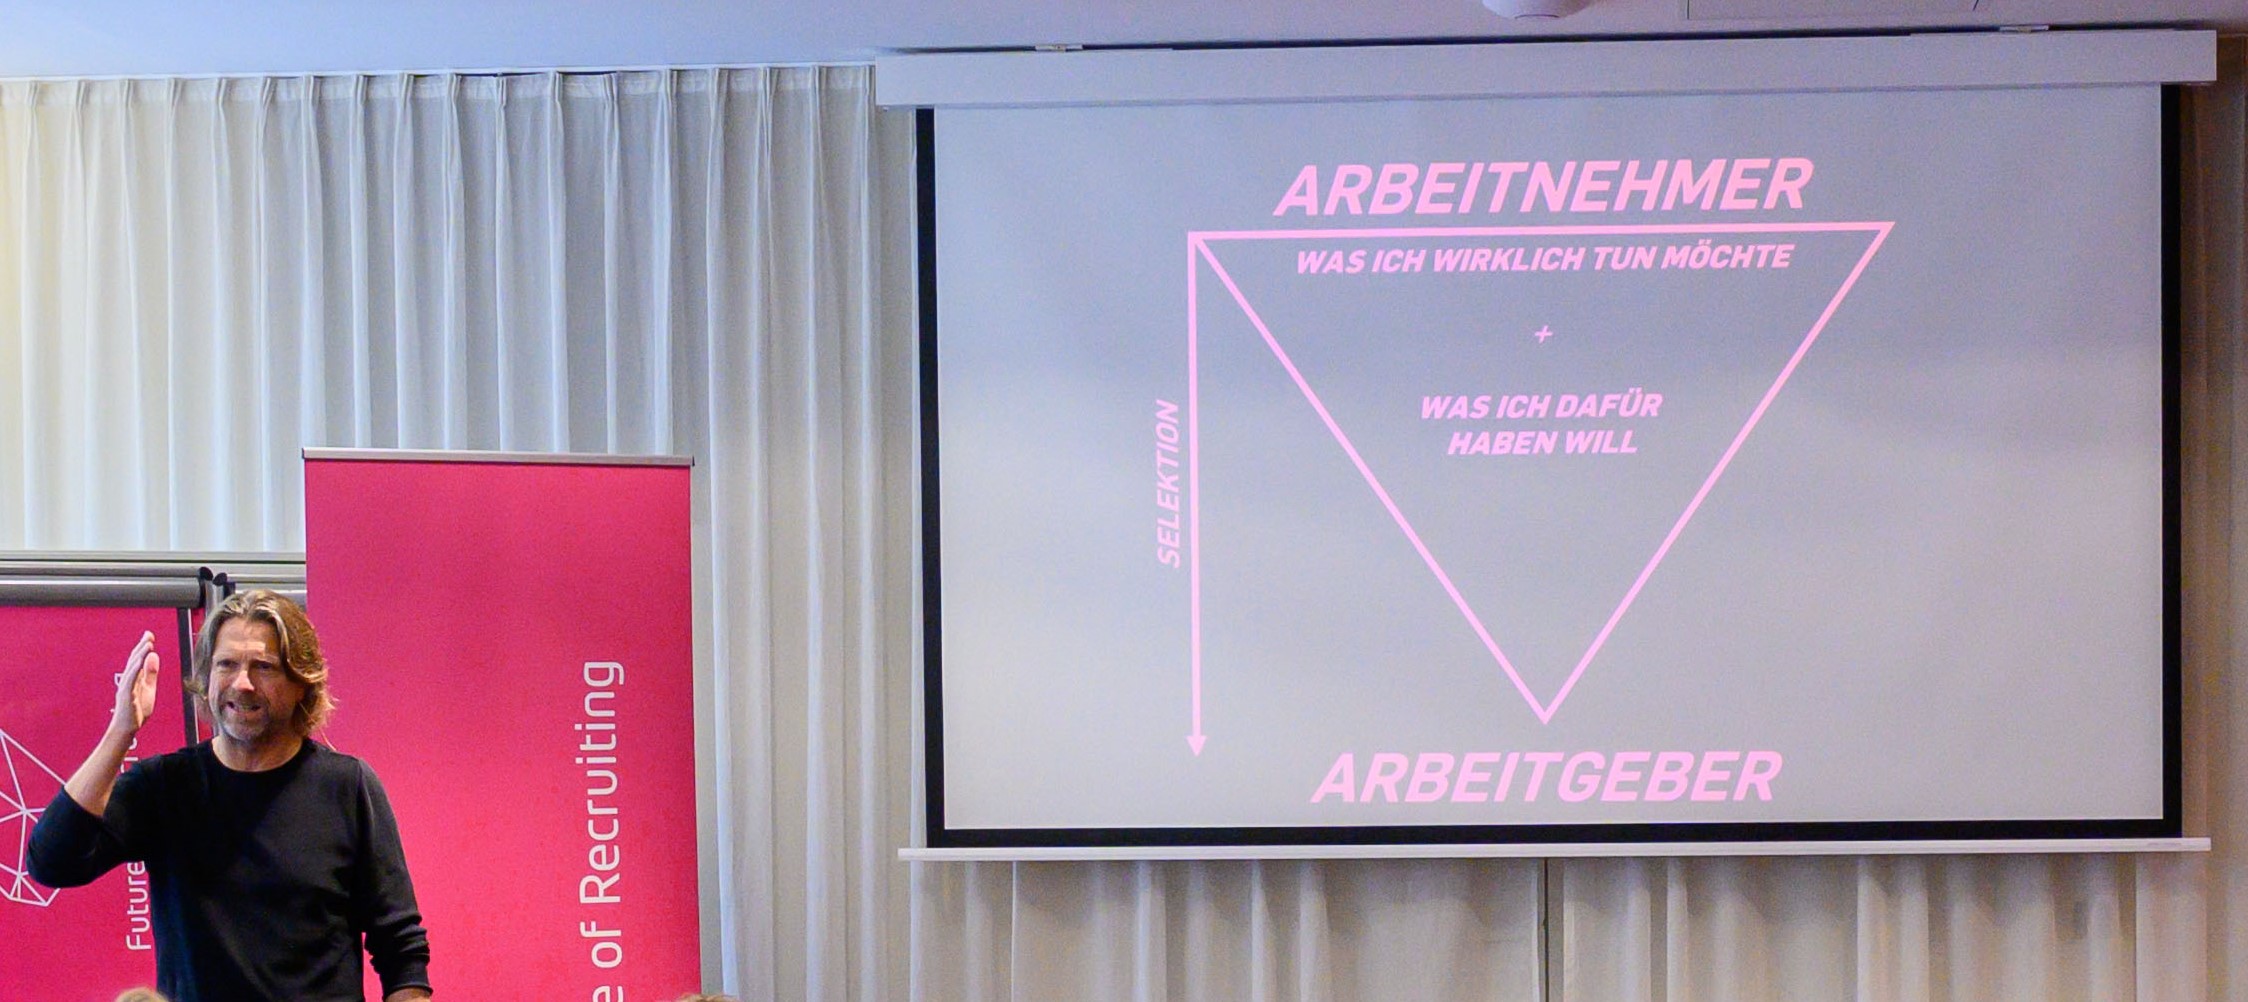 ARBEITNEHMER
WAS ICH WIRKLICH TUN MÖCHTE
+
WAS ICH DAFÜR
HABEN WILL
SELEKTION
ARBEITGEBER
of Recruiting
Future